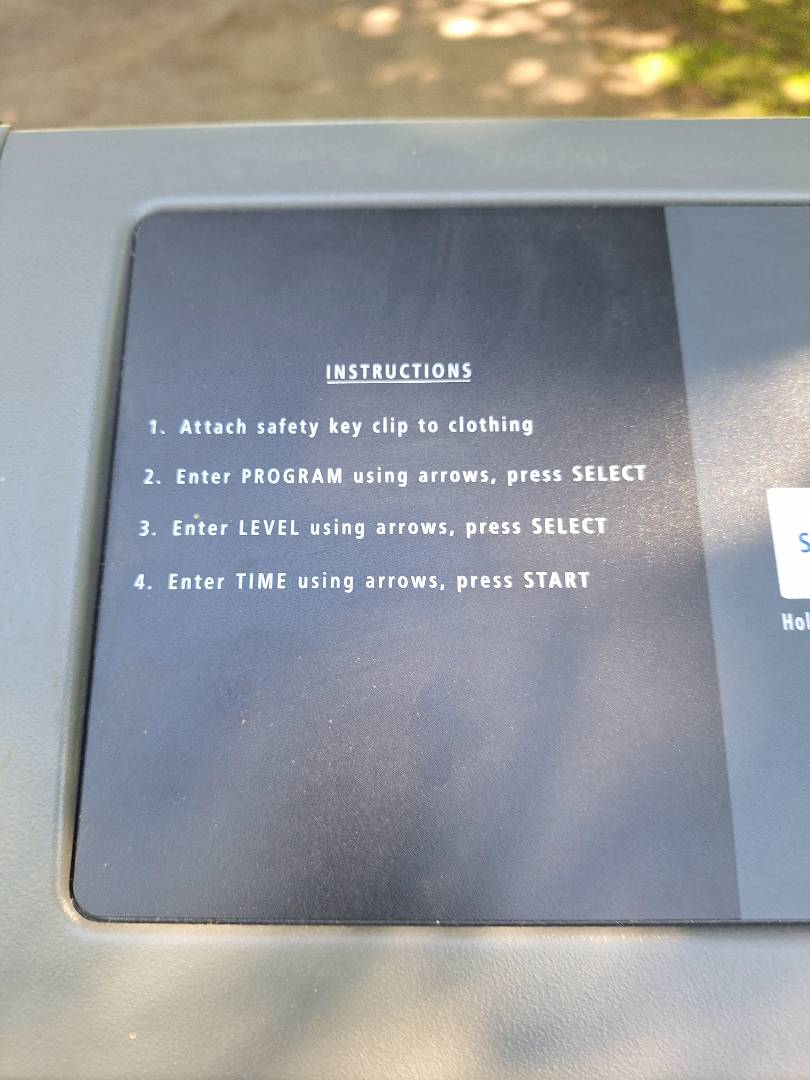 INSTRUCTIONS
1. Attach safety key clip to clothing
2. Enter PROGRAM using arrows, press SELECT
3. Enter LEVEL using arrows, press SELECT
4. Enter TIME using arrows, press START